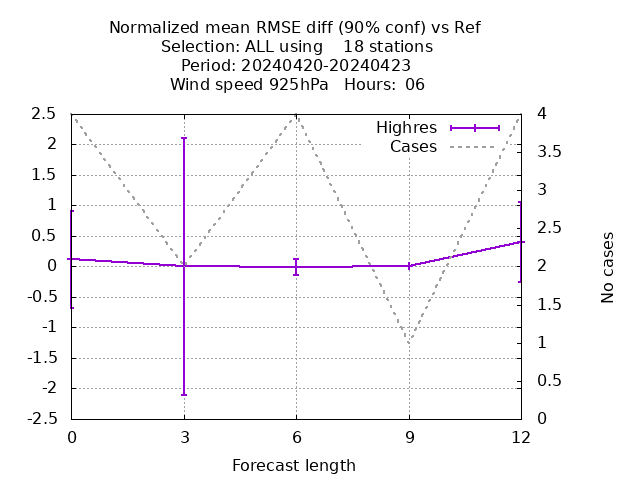 Normalized mean RMSE diff (90% conf) vs Ref
Selection: ALL using    18 stations
Period: 20240420-20240423
Wind speed 925hPa   Hours:  06
Highres
Cases
2.5
2
1.5
1
0.5
0
-0.5
-1
-1.5
-2
-2.5
4
3.5
3
2.5
2
1.5
1
0.5
0
No cases
0 3 6 9 12
Forecast length